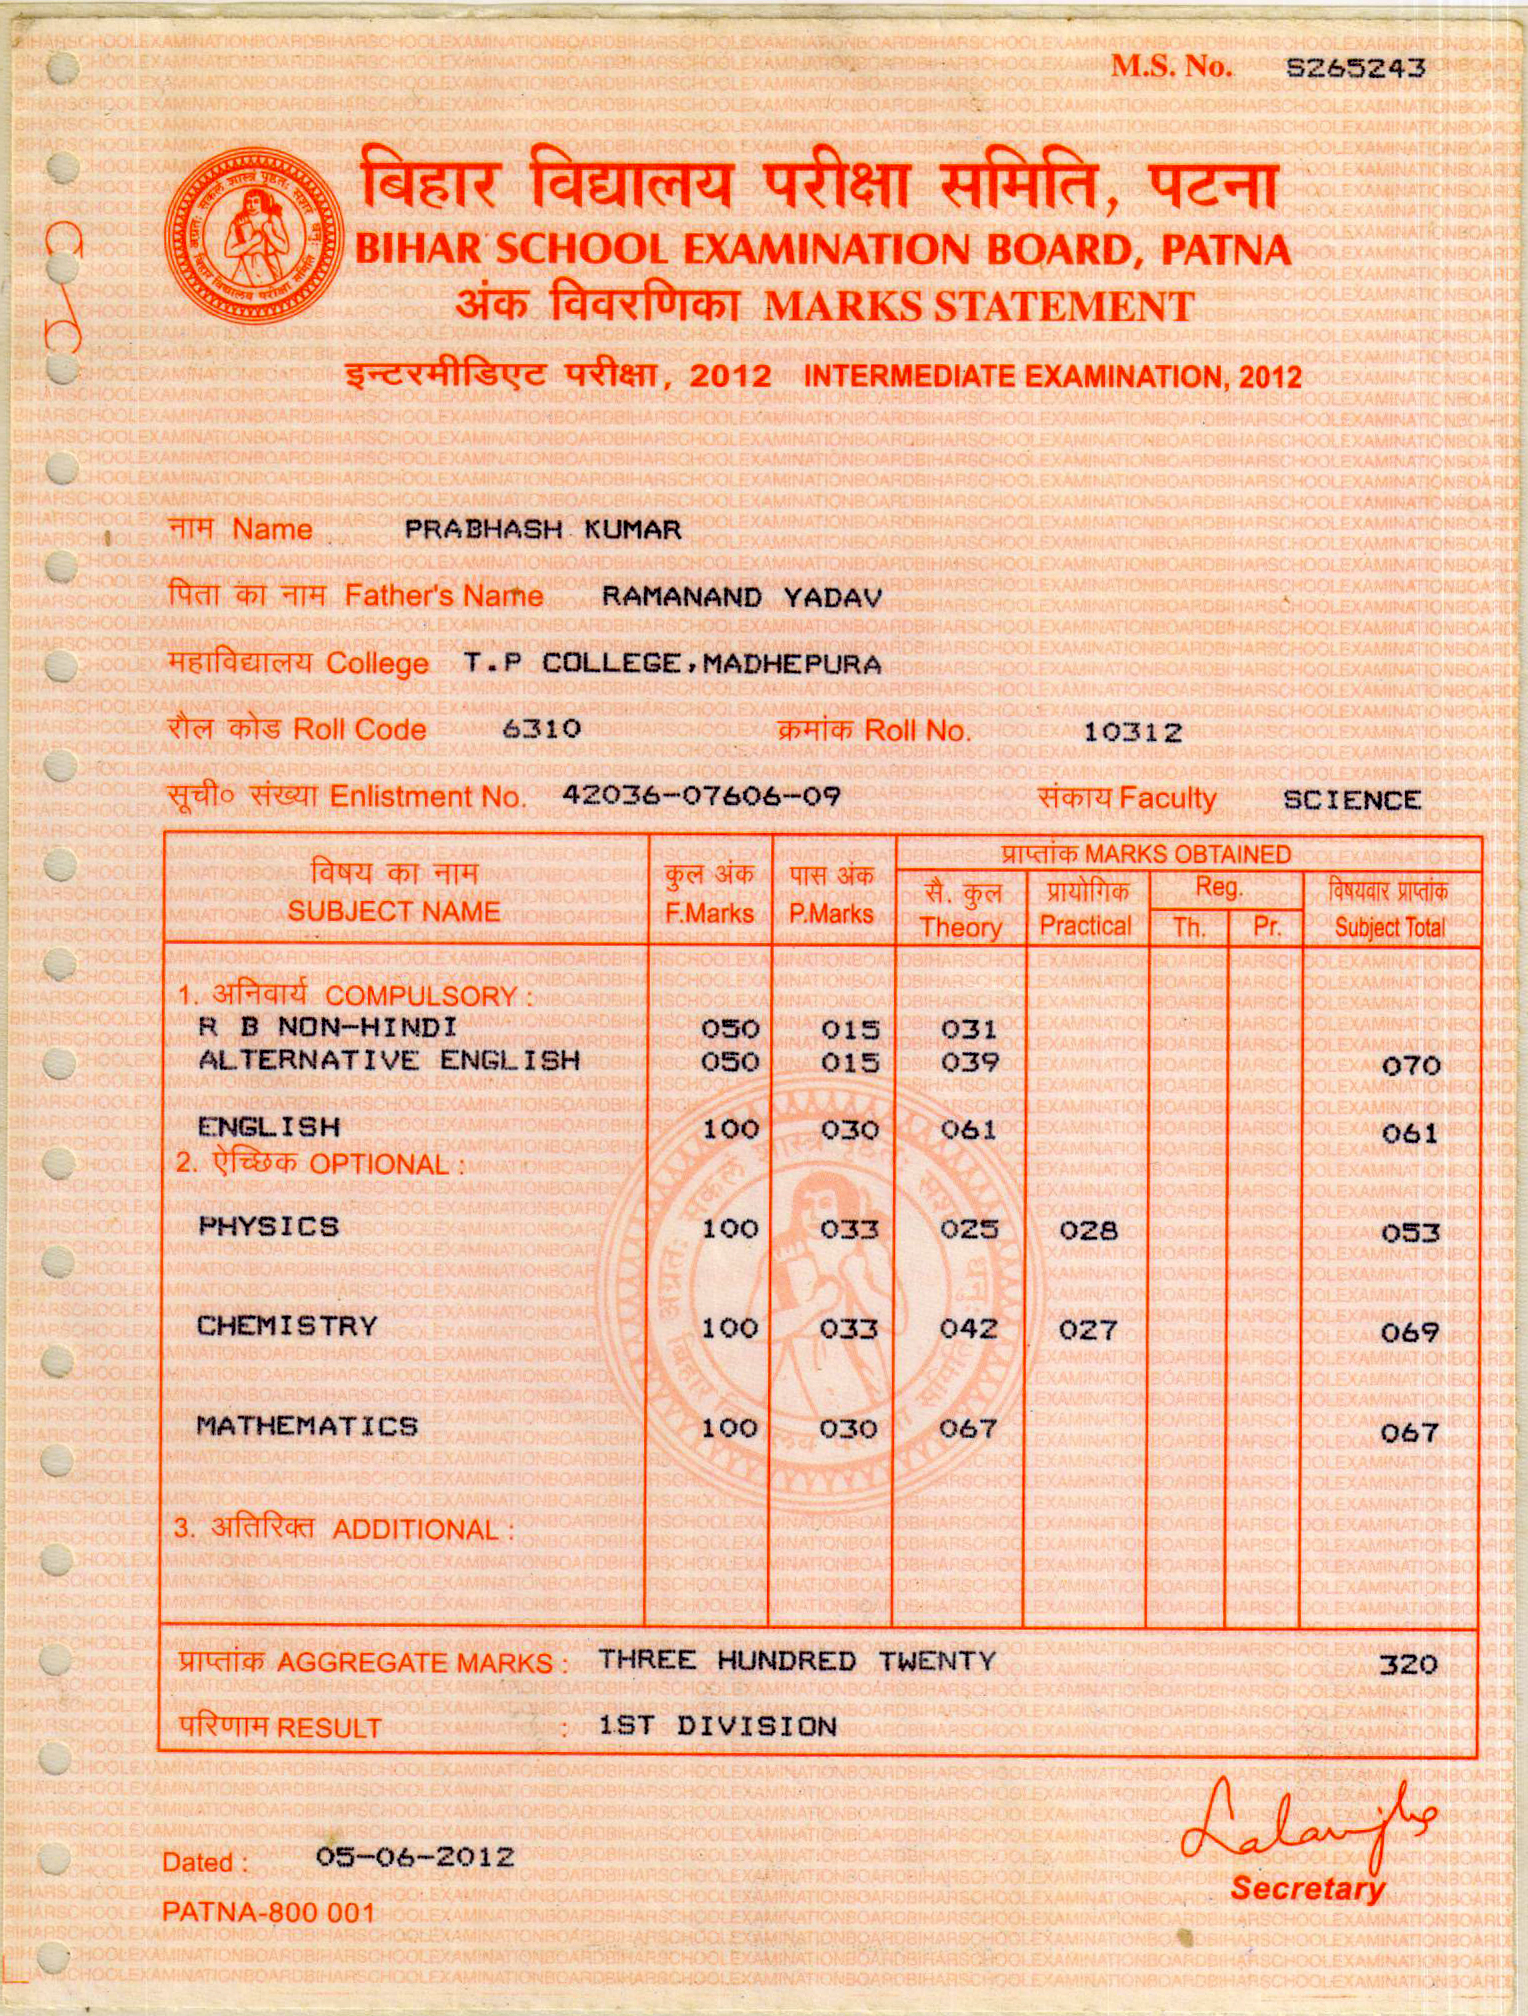 M.S. No. S265243
बिहार विद्यालय परीक्षा समिति, पटना
BIHAR SCHOOL EXAMINATION BOARD, PATNA
अंक विवरणिका MARKS STATEMENT
इन्टरमीडिएट परीक्षा, 2012 INTERMEDIATE EXAMINATION, 2012
नाम Name PRABHASH KUMAR
पिता का नाम Father's Name RAMANAND YADAV
महाविद्यालय College T.P COLLEGE,MADHEPURA
रौल कोड Roll Code 6310 क्रमांक Roll No. 10312
सूची० संख्या Enlistment No. 42036-07606-09 संकाय Faculty SCIENCE
विषय का नाम कुल अंक पास अंक प्राप्तांक MARKS OBTAINED
SUBJECT NAME F.Marks P.Marks सै. कुल प्रायोगिक Reg. विषयवार प्राप्तांक
Theory Practical Th. Pr. Subject Total
1. अनिवार्य COMPULSORY :
R B NON-HINDI 050 015 031
ALTERNATIVE ENGLISH 050 015 039 070
ENGLISH 100 030 061 061
2. ऐच्छिक OPTIONAL :
PHYSICS 100 033 025 028 053
CHEMISTRY 100 033 042 027 069
MATHEMATICS 100 030 067 067
3. अतिरिक्त ADDITIONAL :
प्राप्तांक AGGREGATE MARKS : THREE HUNDRED TWENTY 320
परिणाम RESULT : 1ST DIVISION
Dated : 05-06-2012
Secretary
PATNA-800 001